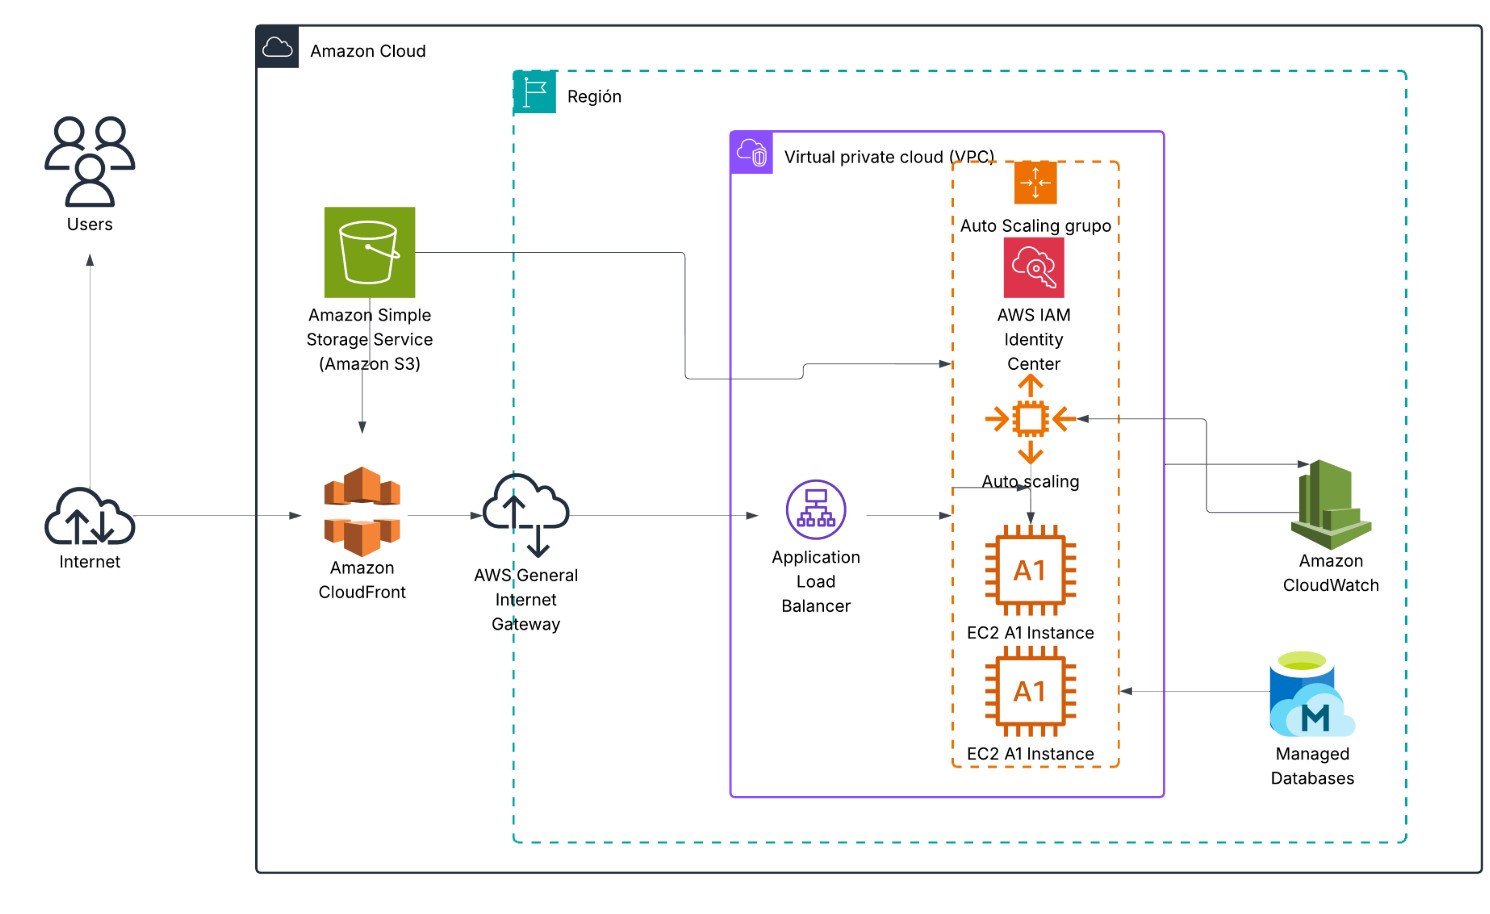 Amazon Cloud
Región
Virtual private cloud (VPC)
Auto Scaling grupo
Users
Amazon Simple
Storage Service
(Amazon S3)
AWS IAM
Identity
Center
Auto scaling
Internet
Amazon
CloudFront
AWS General
Internet
Gateway
Application
Load
Balancer
A1
EC2 A1 Instance
A1
EC2 A1 Instance
Amazon
CloudWatch
M
Managed
Databases